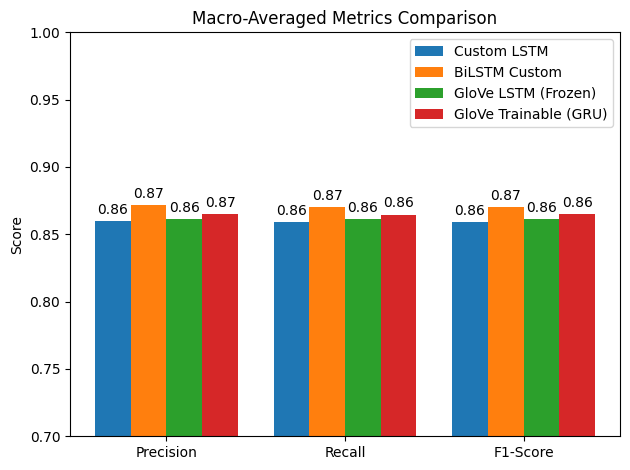 Macro-Averaged Metrics Comparison
Custom LSTM
BiLSTM Custom
GloVe LSTM (Frozen)
GloVe Trainable (GRU)
Score
1.00
0.95
0.90
0.85
0.80
0.75
0.70
0.86 0.87 0.86 0.87
0.86 0.87 0.86 0.86
0.86 0.87 0.86 0.86
Precision Recall F1-Score